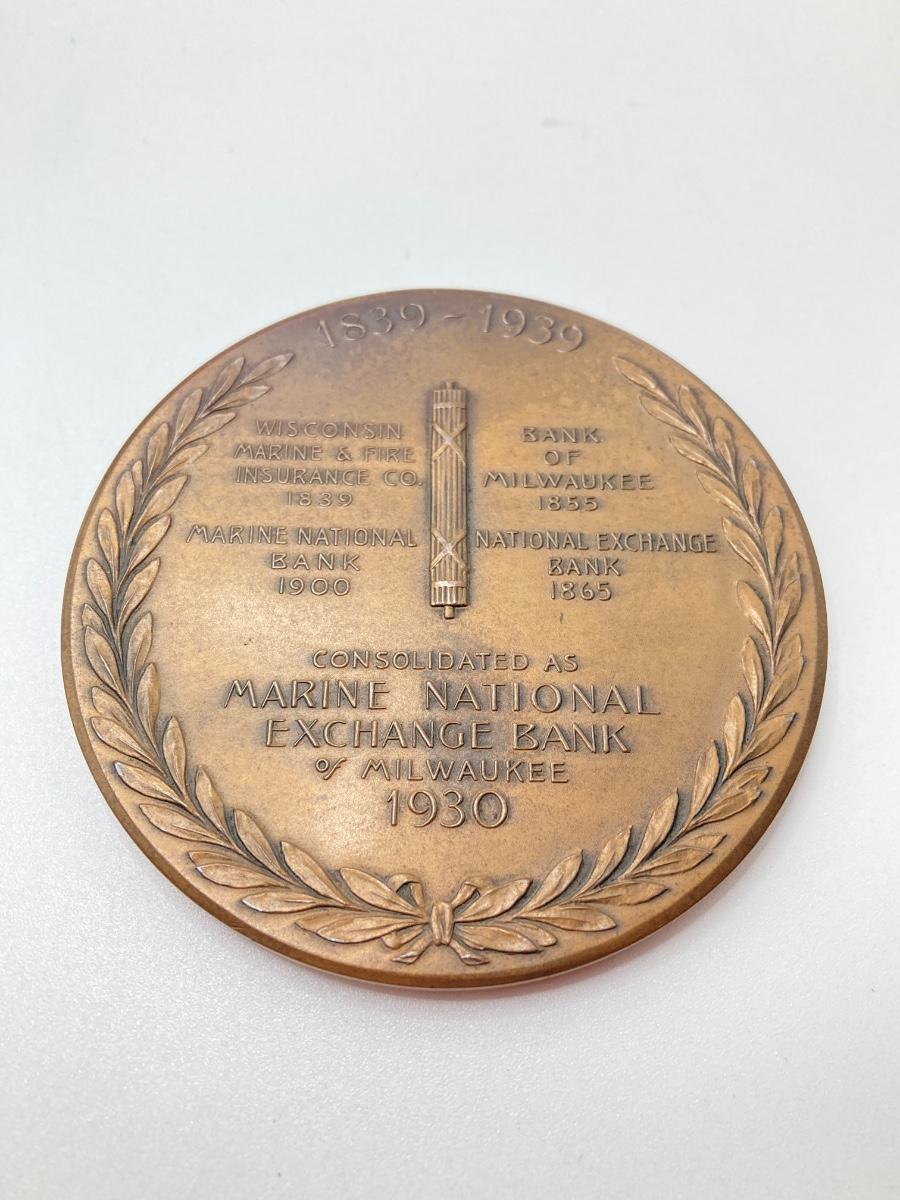 1839 - 1939
WISCONSIN
MARINE & FIRE
INSURANCE CO.
1839
MARINE NATIONAL
BANK
1900
BANK
OF
MILWAUKEE
1855
NATIONAL EXCHANGE
BANK
1865
CONSOLIDATED AS
MARINE NATIONAL
EXCHANGE BANK
of MILWAUKEE
1930